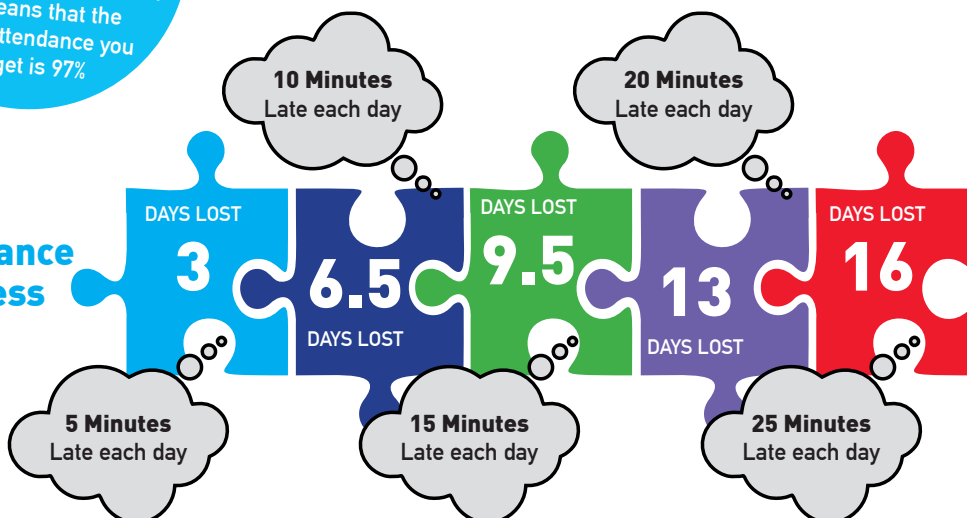 eans that the
ttendance you
get is 97%
10 Minutes
Late each day
20 Minutes
Late each day
ance
ess
DAYS LOST
3
6.5
DAYS LOST
DAYS LOST
9.5
13
DAYS LOST
DAYS LOST
16
5 Minutes
Late each day
15 Minutes
Late each day
25 Minutes
Late each day